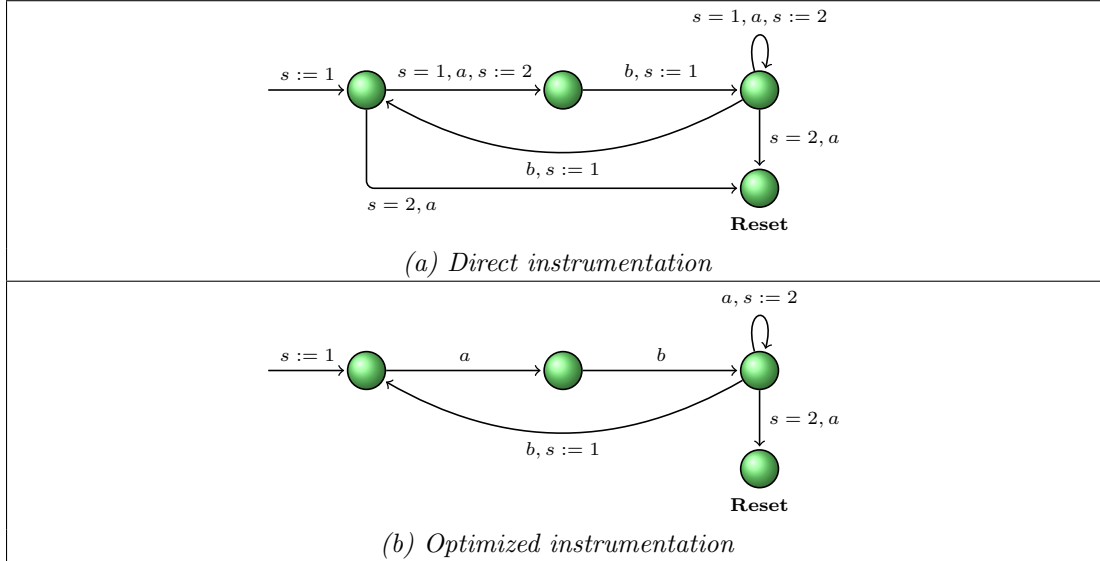 s = 1, a, s := 2
s := 1
s = 1, a, s := 2
b, s := 1
s = 2, a
b, s := 1
s = 2, a
Reset
(a) Direct instrumentation
a, s := 2
s := 1
a
b
s = 2, a
b, s := 1
Reset
(b) Optimized instrumentation